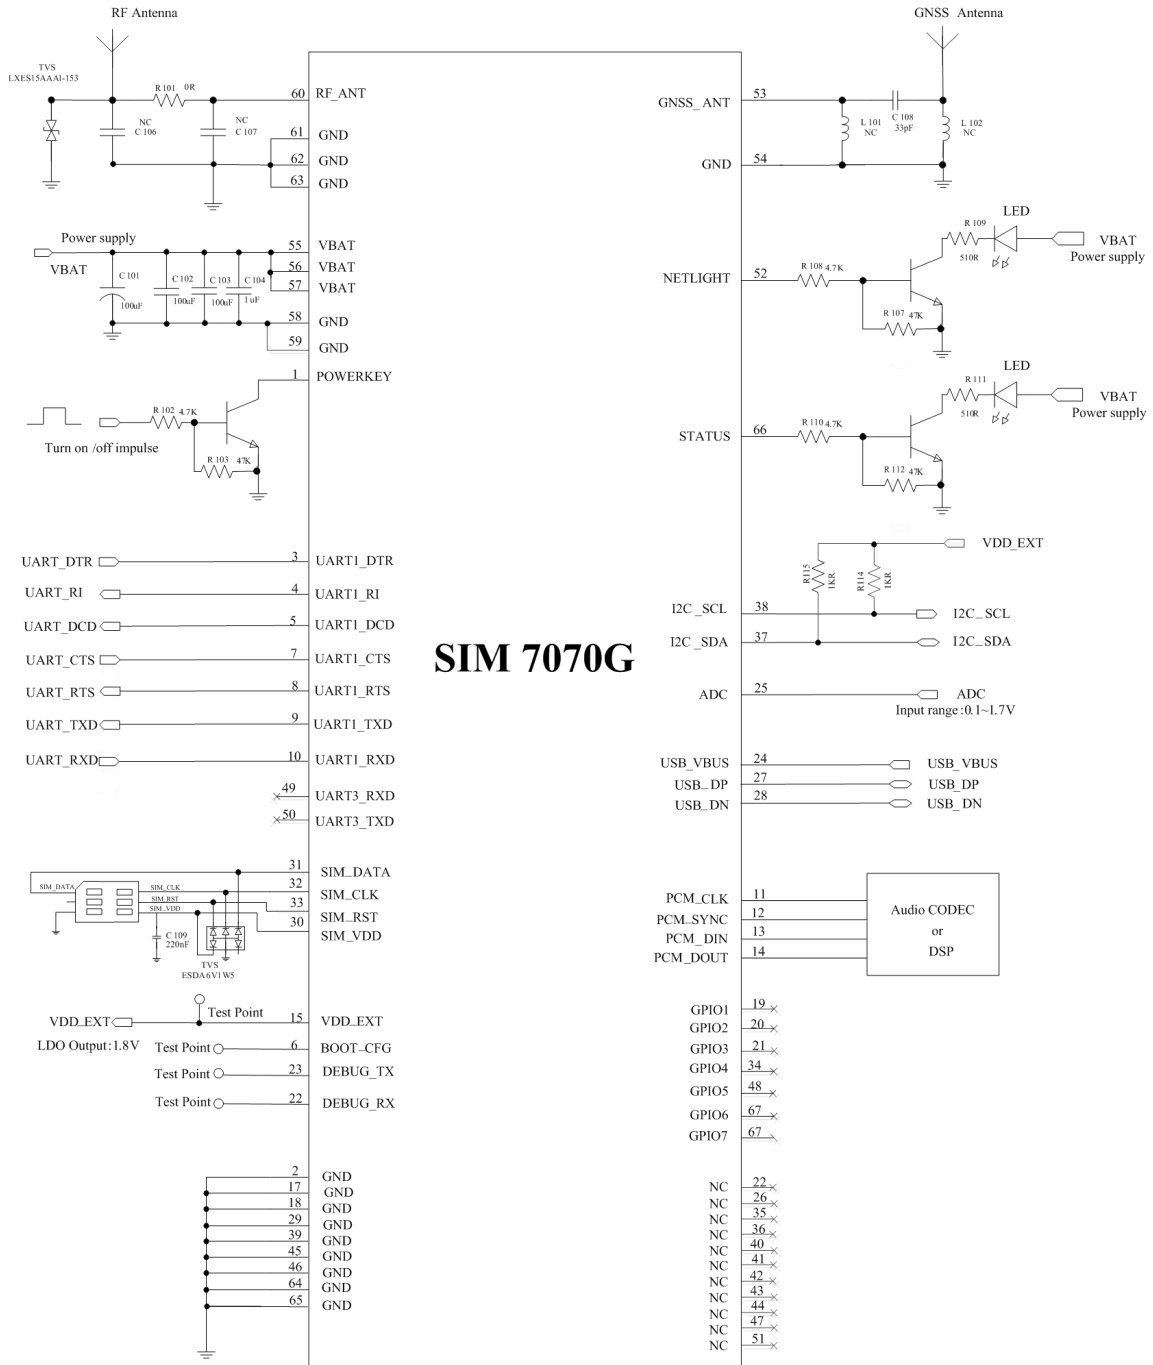 RF Antenna
GNSS Antenna
TVS
LXES15AAAI-153
R 101 0R
60 RF_ANT
NC
C 106
NC
C 107
61 GND
62 GND
63 GND
GNSS_ANT 53
C 108
33pF
L 101
NC
L 102
NC
GND 54
Power supply
VBAT
55 VBAT
56 VBAT
57 VBAT
C 101
100uF
C 102
100uF
C 103
100uF
C 104
1uF
58 GND
59 GND
NETLIGHT 52
R 108 4.7K
R 107 47K
R 109
510R
LED
VBAT
Power supply
1 POWERKEY
R 102 4.7K
Turn on /off impulse
R 103 47K
STATUS 66
R 110 4.7K
R 112 47K
R 111
510R
LED
VBAT
Power supply
UART_DTR 3 UART1_DTR
UART_RI 4 UART1_RI
UART_DCD 5 UART1_DCD
UART_CTS 7 UART1_CTS
UART_RTS 8 UART1_RTS
UART_TXD 9 UART1_TXD
UART_RXD 10 UART1_RXD
49 UART3_RXD
50 UART3_TXD
SIM 7070G
VDD_EXT
R115
1KR
R114
1KR
I2C_SCL 38 I2C_SCL
I2C_SDA 37 I2C_SDA
ADC 25 ADC
Input range:0.1~1.7V
USB_VBUS 24 USB_VBUS
USB_DP 27 USB_DP
USB_DN 28 USB_DN
31 SIM_DATA
32 SIM_CLK
33 SIM_RST
30 SIM_VDD
SIM_DATA
SIM_CLK
SIM_RST
SIM_VDD
C 109
220nF
TVS
ESDA6V1W5
PCM_CLK 11
PCM_SYNC 12
PCM_DIN 13
PCM_DOUT 14
Audio CODEC
or
DSP
Test Point
VDD_EXT 15 VDD_EXT
LDO Output:1.8V
Test Point 6 BOOT_CFG
Test Point 23 DEBUG_TX
Test Point 22 DEBUG_RX
GPIO1 19
GPIO2 20
GPIO3 21
GPIO4 34
GPIO5 48
GPIO6 67
GPIO7 67
2 GND
17 GND
18 GND
29 GND
39 GND
45 GND
46 GND
64 GND
65 GND
NC 22
NC 26
NC 35
NC 36
NC 40
NC 41
NC 42
NC 43
NC 44
NC 47
NC 51